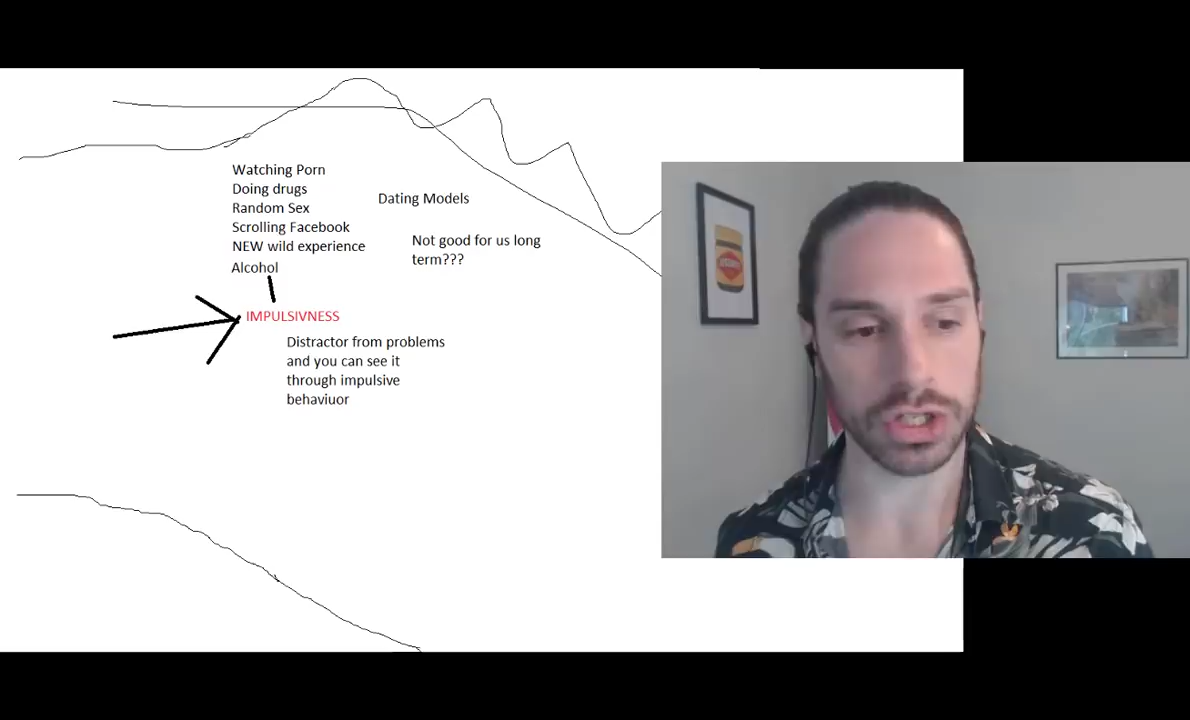 Watching Porn
Doing drugs
Random Sex
Scrolling Facebook
NEW wild experience
Alcohol
Dating Models
Not good for us long
term???
IMPULSIVNESS
Distractor from problems
and you can see it
through impulsive
behaviuor